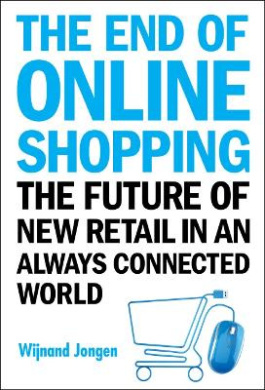 THE END OF
ONLINE
SHOPPING
THE FUTURE OF
NEW RETAIL IN AN
ALWAYS CONNECTED
WORLD
Wijnand Jongen